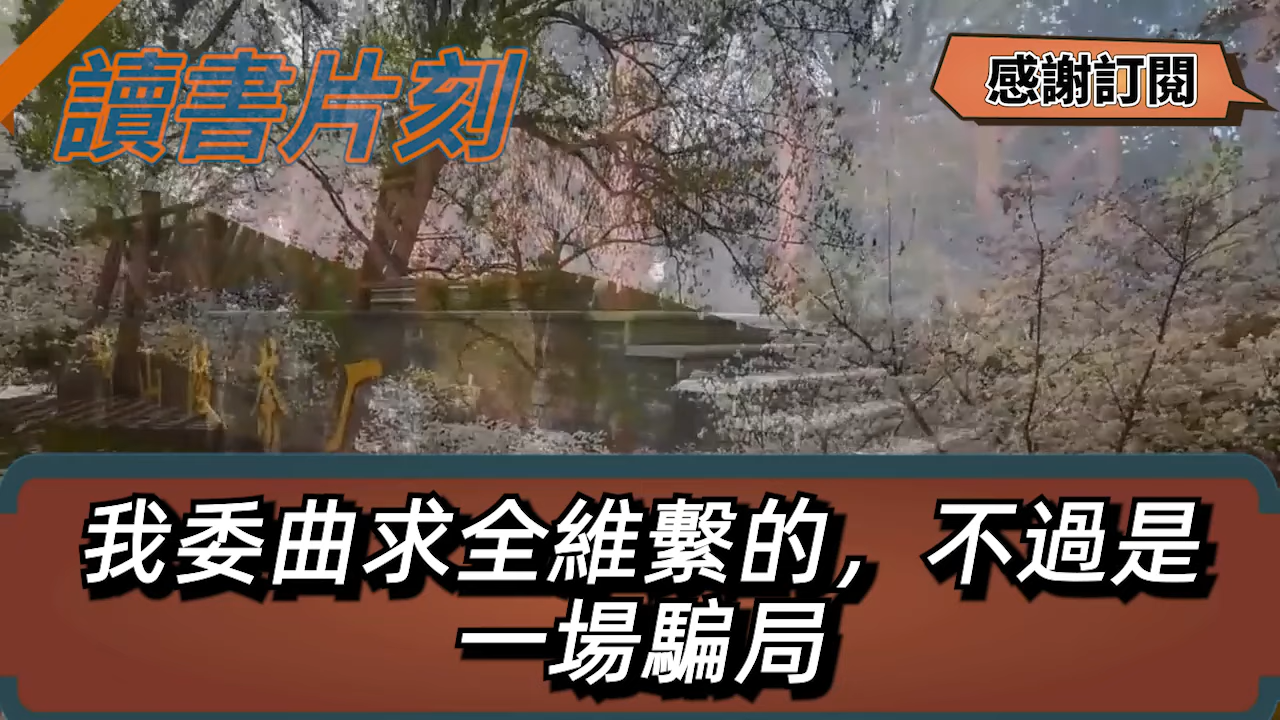 讀書片刻
感謝訂閱
我委曲求全維繫的，不過是
一場騙局